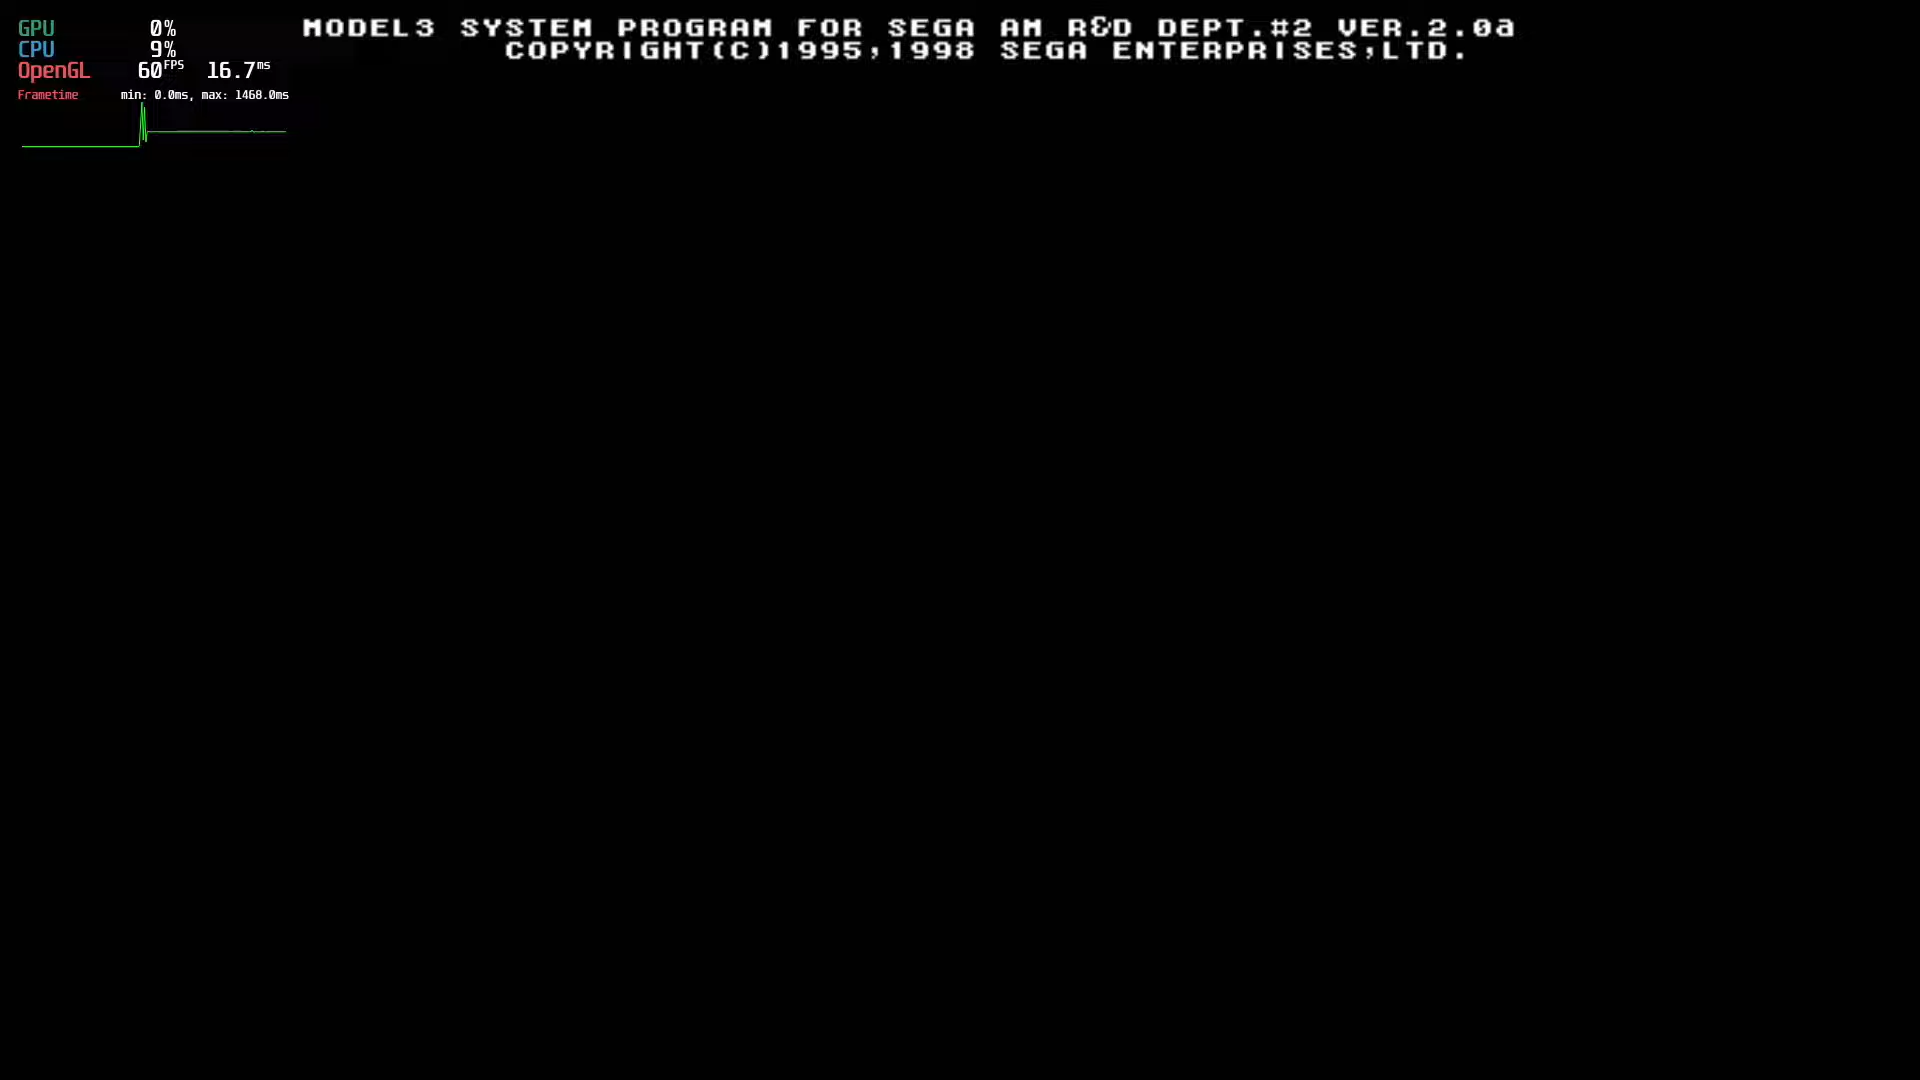 GPU 0%
CPU 9%
OpenGL 60FPS 16.7ms
Frametime min: 0.0ms, max: 1468.0ms
MODEL3 SYSTEM PROGRAM FOR SEGA AM R&D DEPT.#2 VER.2.0a
COPYRIGHT(C)1995,1998 SEGA ENTERPRISES,LTD.